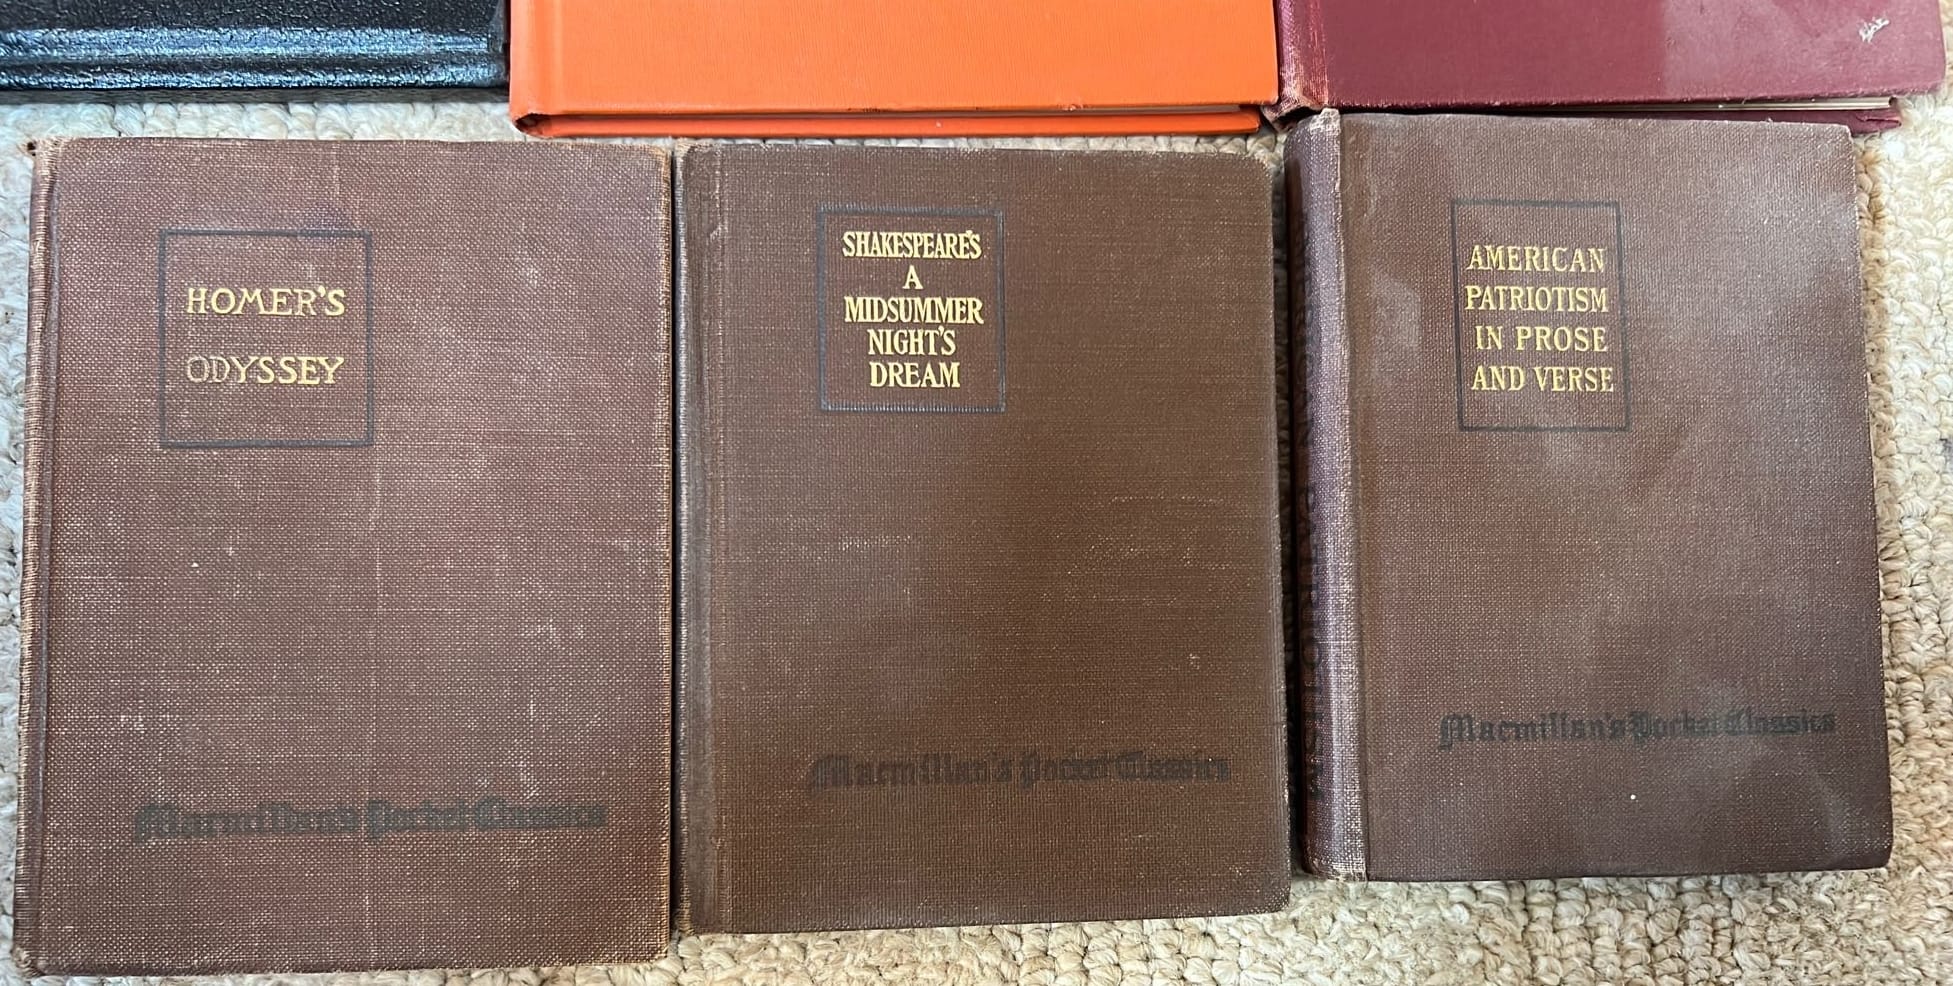 HOMER'S
ODYSSEY
Macmillan's Pocket Classics
SHAKESPEARE'S
A
MIDSUMMER
NIGHT'S
DREAM
Macmillan's Pocket Classics
AMERICAN
PATRIOTISM
IN PROSE
AND VERSE
Macmillan's Pocket Classics